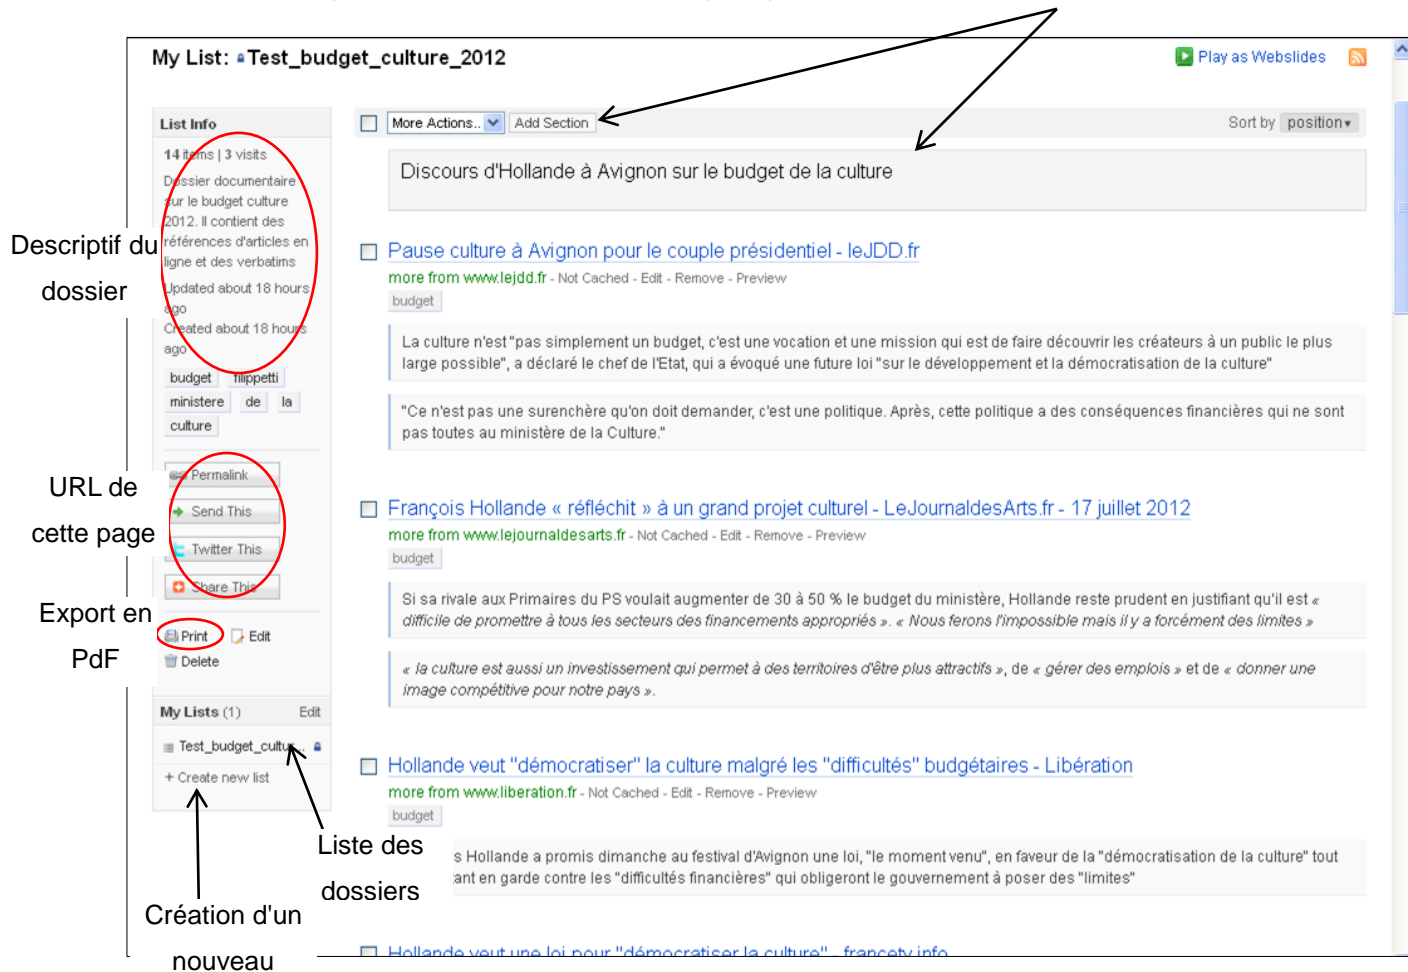 My List: Test_budget_culture_2012
Play as Webslides
List Info
14 items | 3 visits
Dossier documentaire
sur le budget culture
2012. Il contient des
références d'articles en
ligne et des verbatims
Updated about 18 hours
ago
Created about 18 hours
ago
budget filippetti
ministere de la
culture
Permalink
Send This
Twitter This
Share This
Print Edit
Delete
My Lists (1) Edit
Test_budget_cultur...
+ Create new list
Descriptif du
dossier
URL de
cette page
Export en
PdF
Liste des
dossiers
Création d'un
nouveau
More Actions.. Add Section
Sort by position
Discours d'Hollande à Avignon sur le budget de la culture
Pause culture à Avignon pour le couple présidentiel - leJDD.fr
more from www.lejdd.fr - Not Cached - Edit - Remove - Preview
budget
La culture n'est "pas simplement un budget, c'est une vocation et une mission qui est de faire découvrir les créateurs à un public le plus
large possible", a déclaré le chef de l'Etat, qui a évoqué une future loi "sur le développement et la démocratisation de la culture"
"Ce n'est pas une surenchère qu'on doit demander, c'est une politique. Après, cette politique a des conséquences financières qui ne sont
pas toutes au ministère de la Culture."
François Hollande « réfléchit » à un grand projet culturel - LeJournaldesArts.fr - 17 juillet 2012
more from www.lejournaldesarts.fr - Not Cached - Edit - Remove - Preview
budget
Si sa rivale aux Primaires du PS voulait augmenter de 30 à 50 % le budget du ministère, Hollande reste prudent en justifiant qu'il est «
difficile de promettre à tous les secteurs des financements appropriés ». « Nous ferons l'impossible mais il y a forcément des limites »
« la culture est aussi un investissement qui permet à des territoires d'être plus attractifs », de « gérer des emplois » et de « donner une
image compétitive pour notre pays ».
Hollande veut "démocratiser" la culture malgré les "difficultés" budgétaires - Libération
more from www.liberation.fr - Not Cached - Edit - Remove - Preview
budget
s Hollande a promis dimanche au festival d'Avignon une loi, "le moment venu", en faveur de la "démocratisation de la culture" tout
ant en garde contre les "difficultés financières" qui obligeront le gouvernement à poser des "limites"
Hollande veut une loi pour "démocratiser la culture" - francetv info